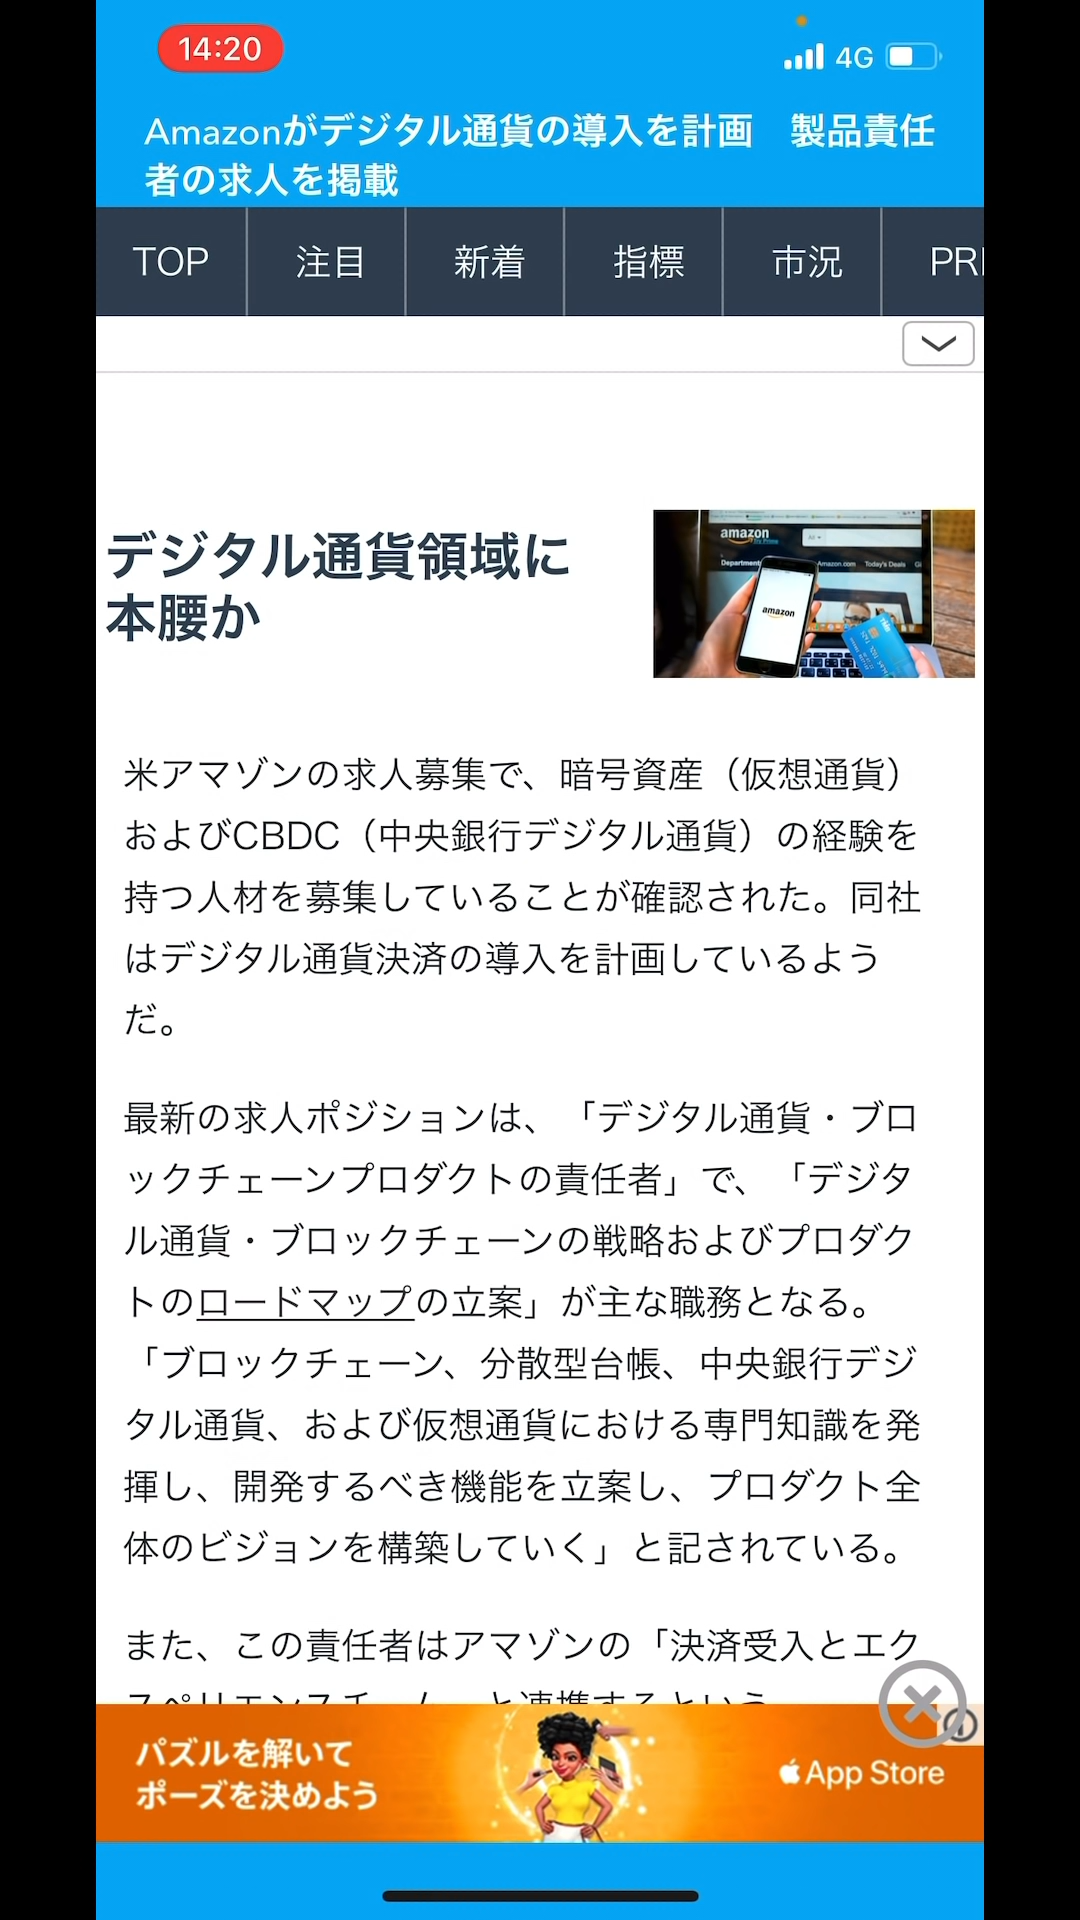 14:20
4G
Amazonがデジタル通貨の導入を計画　製品責任
者の求人を掲載
TOP
注目
新着
指標
市況
デジタル通貨領域に
本腰か
amazon
All
Amazon.com
Today's Deals
amazon
米アマゾンの求人募集で、暗号資産（仮想通貨）
およびCBDC（中央銀行デジタル通貨）の経験を
持つ人材を募集していることが確認された。同社
はデジタル通貨決済の導入を計画しているよう
だ。
最新の求人ポジションは、「デジタル通貨・ブロ
ックチェーンプロダクトの責任者」で、「デジタ
ル通貨・ブロックチェーンの戦略およびプロダク
トのロードマップの立案」が主な職務となる。
「ブロックチェーン、分散型台帳、中央銀行デジ
タル通貨、および仮想通貨における専門知識を発
揮し、開発するべき機能を立案し、プロダクト全
体のビジョンを構築していく」と記されている。
また、この責任者はアマゾンの「決済受入とエク
パズルを解いて
ポーズを決めよう
App Store